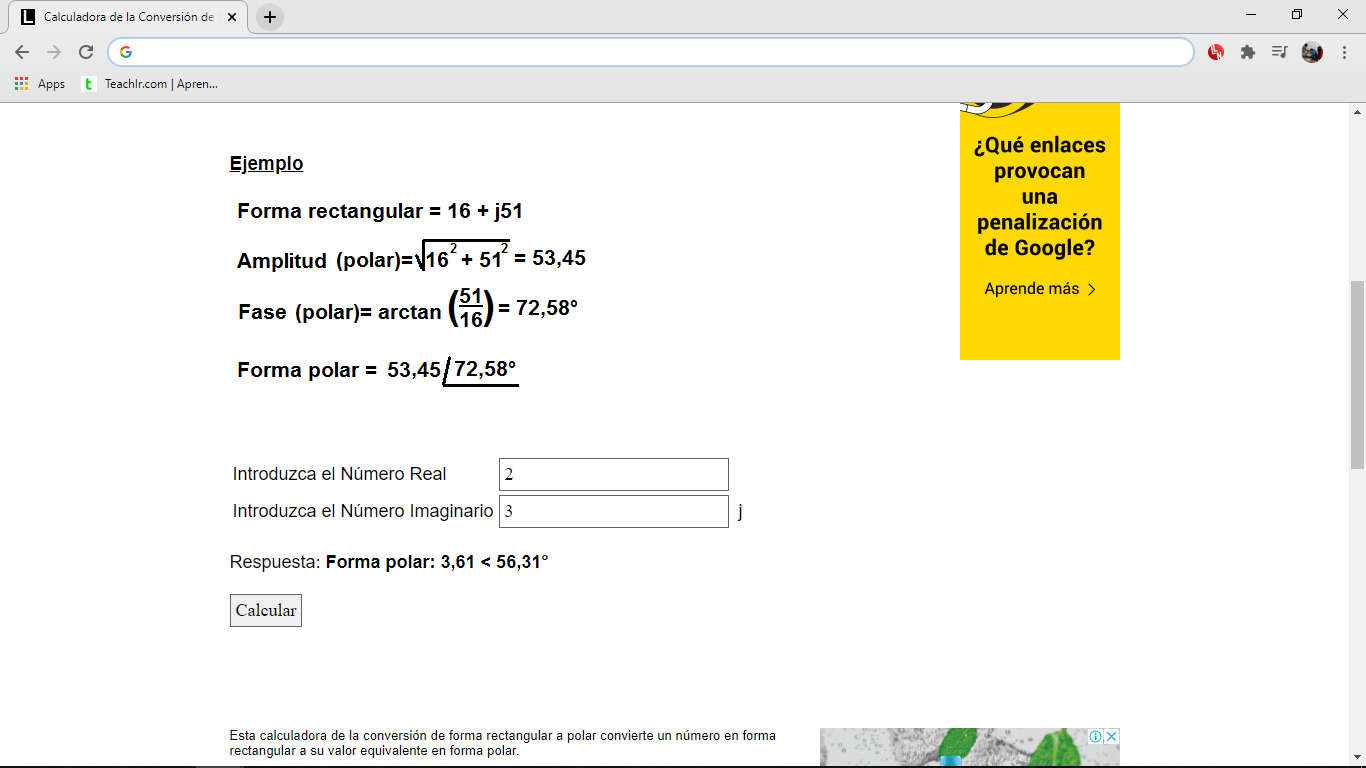 Calculadora de la Conversión de
Apps
Teachlr.com | Apren...
Ejemplo
Forma rectangular = 16 + j51
Amplitud (polar)=√16² + 51² = 53,45
Fase (polar)= arctan (51/16) = 72,58°
Forma polar = 53,45 /72,58°
Introduzca el Número Real 2
Introduzca el Número Imaginario 3 j
Respuesta: Forma polar: 3,61 < 56,31°
Calcular
Esta calculadora de la conversión de forma rectangular a polar convierte un número en forma
rectangular a su valor equivalente en forma polar.
¿Qué enlaces
provocan
una
penalización
de Google?
Aprende más